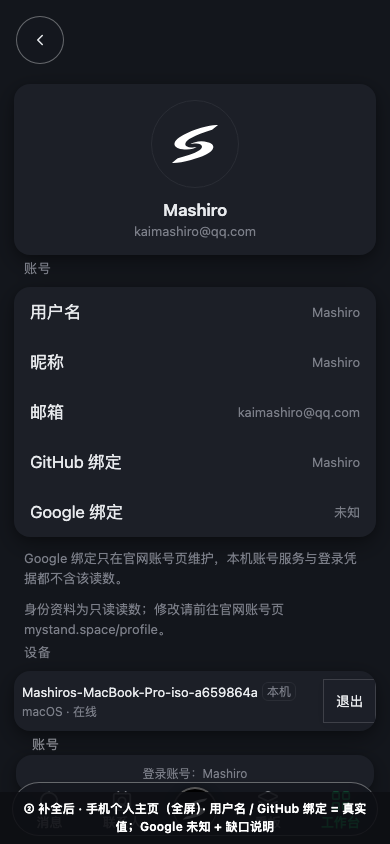 Mashiro
kaimashiro@qq.com
账号
用户名 Mashiro
昵称 Mashiro
邮箱 kaimashiro@qq.com
GitHub 绑定 Mashiro
Google 绑定 未知
Google 绑定只在官网账号页维护，本机账号服务与登录凭
据都不含该读数。
身份资料为只读读数；修改请前往官网账号页
mystand.space/profile。
设备
Mashiros-MacBook-Pro-iso-a659864a 本机
macOS · 在线
退出
账号
登录账号：Mashiro
② 补全后 · 手机个人主页（全屏）· 用户名 / GitHub 绑定 = 真实
值；Google 未知 + 缺口说明
工作台